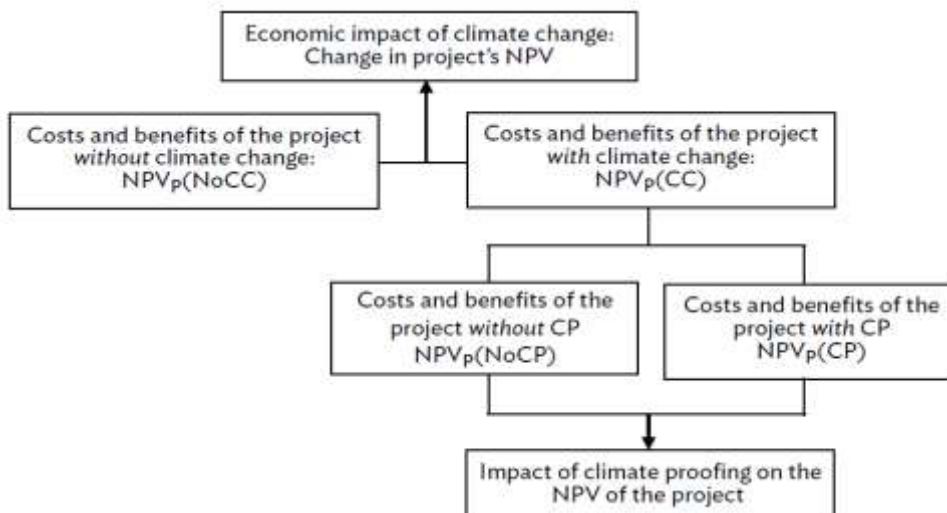 Economic impact of climate change:
Change in project's NPV
Costs and benefits of the project
without climate change:
NPVP(NoCC)
Costs and benefits of the project
with climate change:
NPVP(CC)
Costs and benefits of the
project without CP
NPVP(NoCP)
Costs and benefits of the
project with CP
NPVP(CP)
Impact of climate proofing on the
NPV of the project